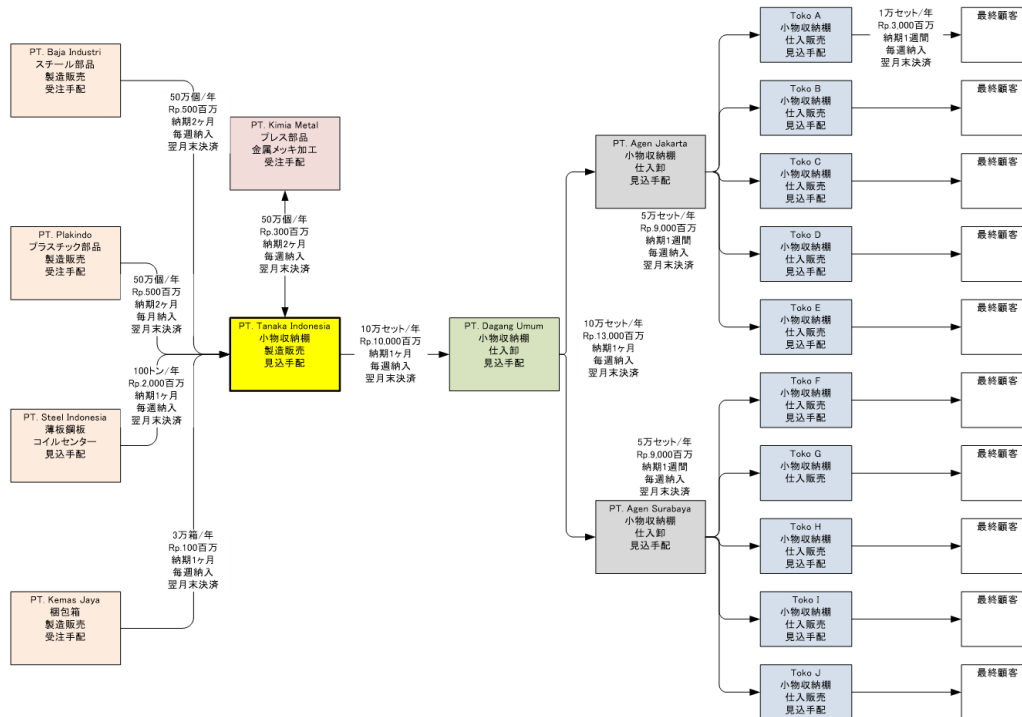 PT. Baja Industri
スチール部品
製造販売
受注手配
50万個/年
Rp.500百万
納期2ヶ月
毎週納入
翌月末決済
PT. Kimia Metal
プレス部品
金属メッキ加工
受注手配
50万個/年
Rp.300百万
納期2ヶ月
毎週納入
翌月末決済
PT. Plakindo
プラスチック部品
製造販売
受注手配
50万個/年
Rp.500百万
納期2ヶ月
毎月納入
翌月末決済
PT. Tanaka Indonesia
小物収納棚
製造販売
見込手配
100トン/年
Rp.2,000百万
納期1ヶ月
毎週納入
翌月末決済
PT. Steel Indonesia
薄板鋼板
コイルセンター
見込手配
3万箱/年
Rp.100百万
納期1ヶ月
毎週納入
翌月末決済
PT. Kemas Jaya
梱包箱
製造販売
受注手配
10万セット/年
Rp.10,000百万
納期1ヶ月
毎週納入
翌月末決済
PT. Dagang Umum
小物収納棚
仕入卸
見込手配
10万セット/年
Rp.13,000百万
納期1ヶ月
毎週納入
翌月末決済
PT. Agen Jakarta
小物収納棚
仕入卸
見込手配
5万セット/年
Rp.9,000百万
納期1週間
毎週納入
翌月末決済
5万セット/年
Rp.9,000百万
納期1週間
毎週納入
翌月末決済
PT. Agen Surabaya
小物収納棚
仕入卸
見込手配
Toko A
小物収納棚
仕入販売
見込手配
1万セット/年
Rp.3,000百万
納期1週間
毎週納入
翌月末決済
最終顧客
Toko B
小物収納棚
仕入販売
見込手配
最終顧客
Toko C
小物収納棚
仕入販売
見込手配
最終顧客
Toko D
小物収納棚
仕入販売
見込手配
最終顧客
Toko E
小物収納棚
仕入販売
見込手配
最終顧客
Toko F
小物収納棚
仕入販売
見込手配
最終顧客
Toko G
小物収納棚
仕入販売
最終顧客
Toko H
小物収納棚
仕入販売
見込手配
最終顧客
Toko I
小物収納棚
仕入販売
見込手配
最終顧客
Toko J
小物収納棚
仕入販売
見込手配
最終顧客